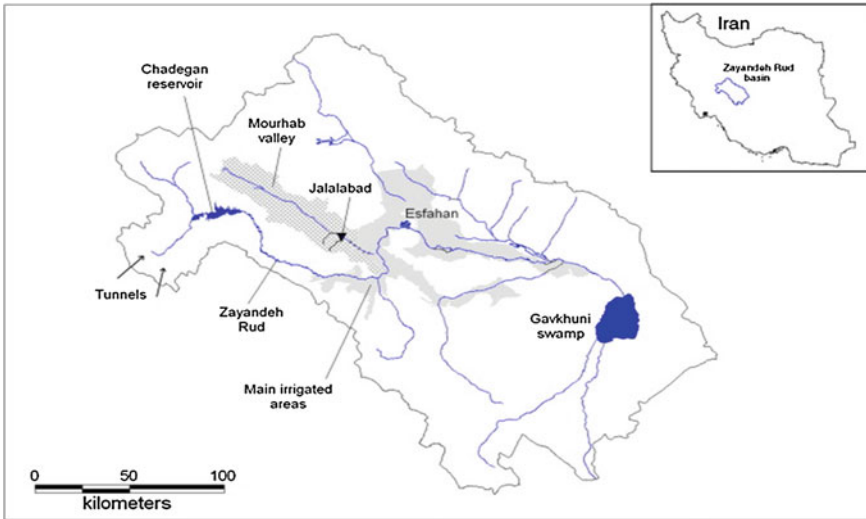 Iran
Zayandeh Rud
basin
Chadegan
reservoir
Mourhab
valley
Jalalabad
Esfahan
Tunnels
Zayandeh
Rud
Gavkhuni
swamp
Main irrigated
areas
0 50 100
kilometers